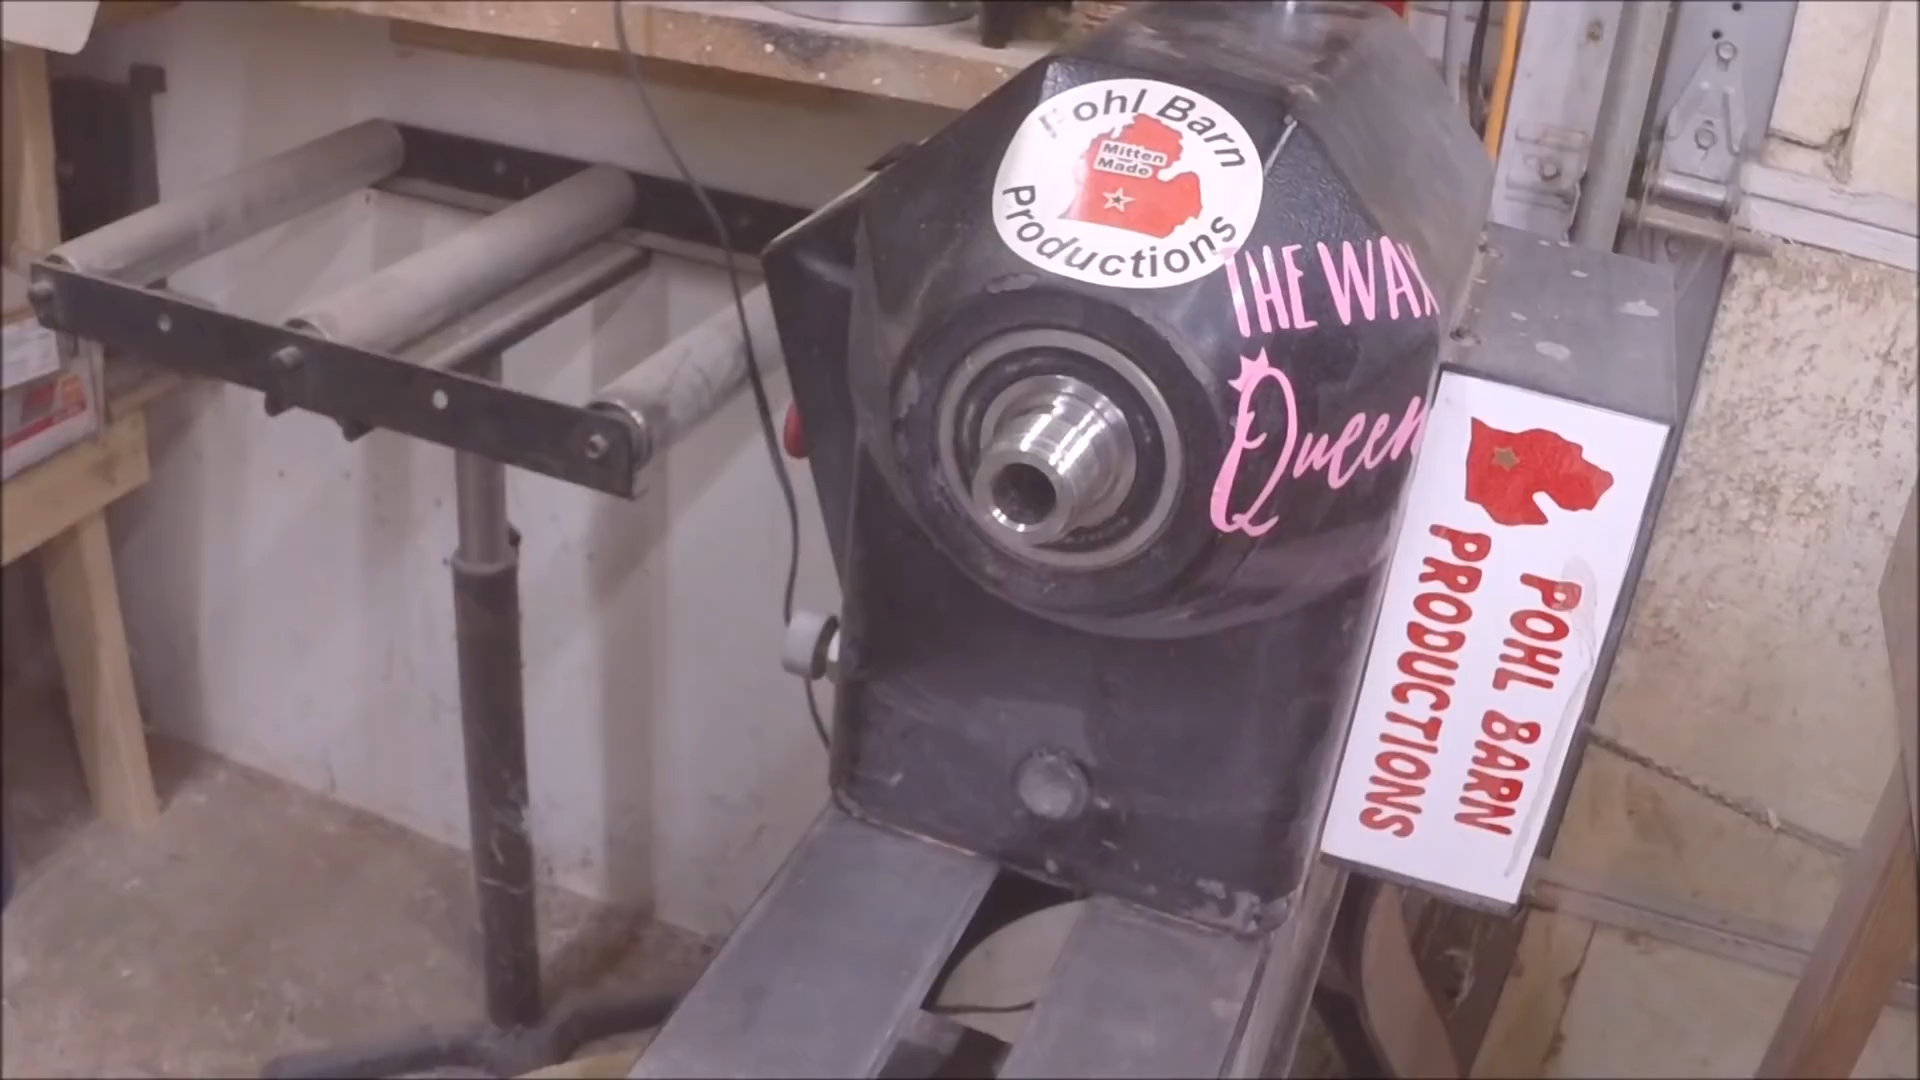 Pohl Barn
Mitten
Made
Productions
THE WAX
Queen
POHL BARN
PRODUCTIONS